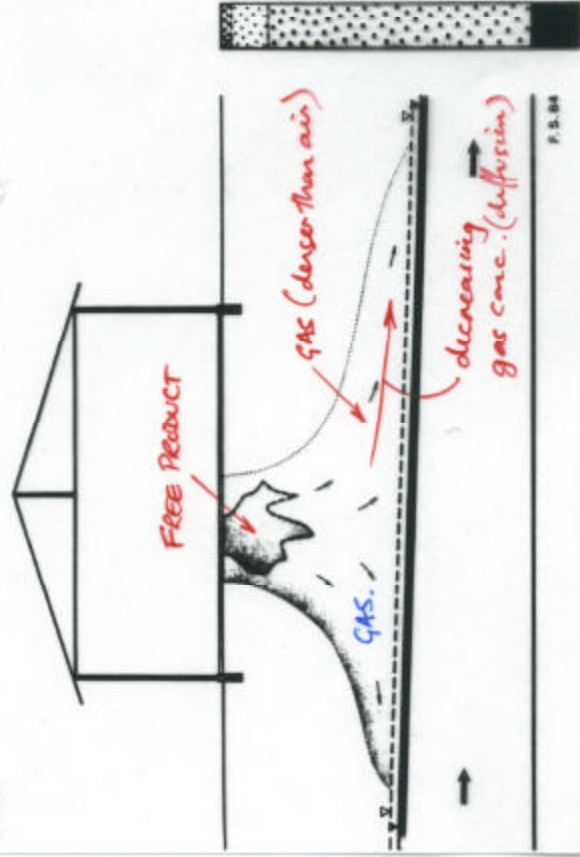 FREE PRODUCT
GAS (denser than air)
GAS.
decreasing
gas conc. (diffusion)
F.S.84